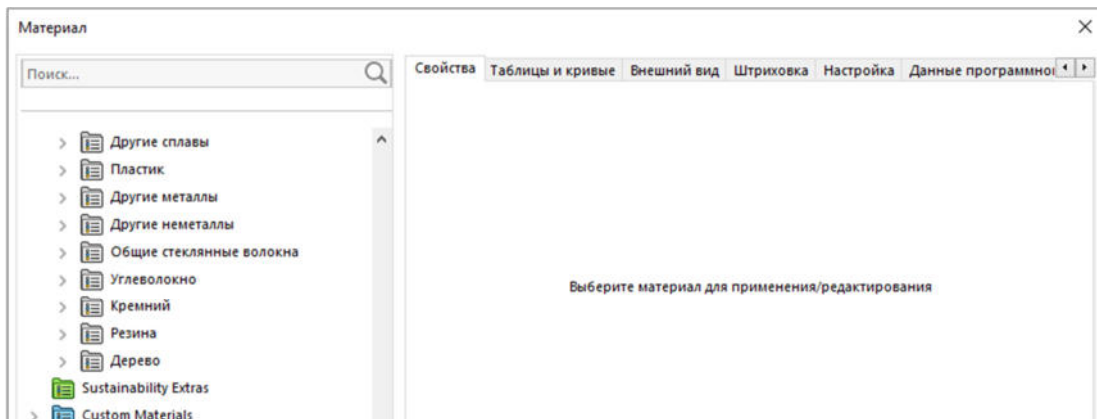 Материал
Поиск...
Свойства Таблицы и кривые Внешний вид Штриховка Настройка Данные
Другие сплавы
Пластик
Другие металлы
Другие неметаллы
Общие стеклянные волокна
Углеволокно
Кремний
Резина
Дерево
Sustainability Extras
Custom Materials
Выберите материал для применения/редактирования